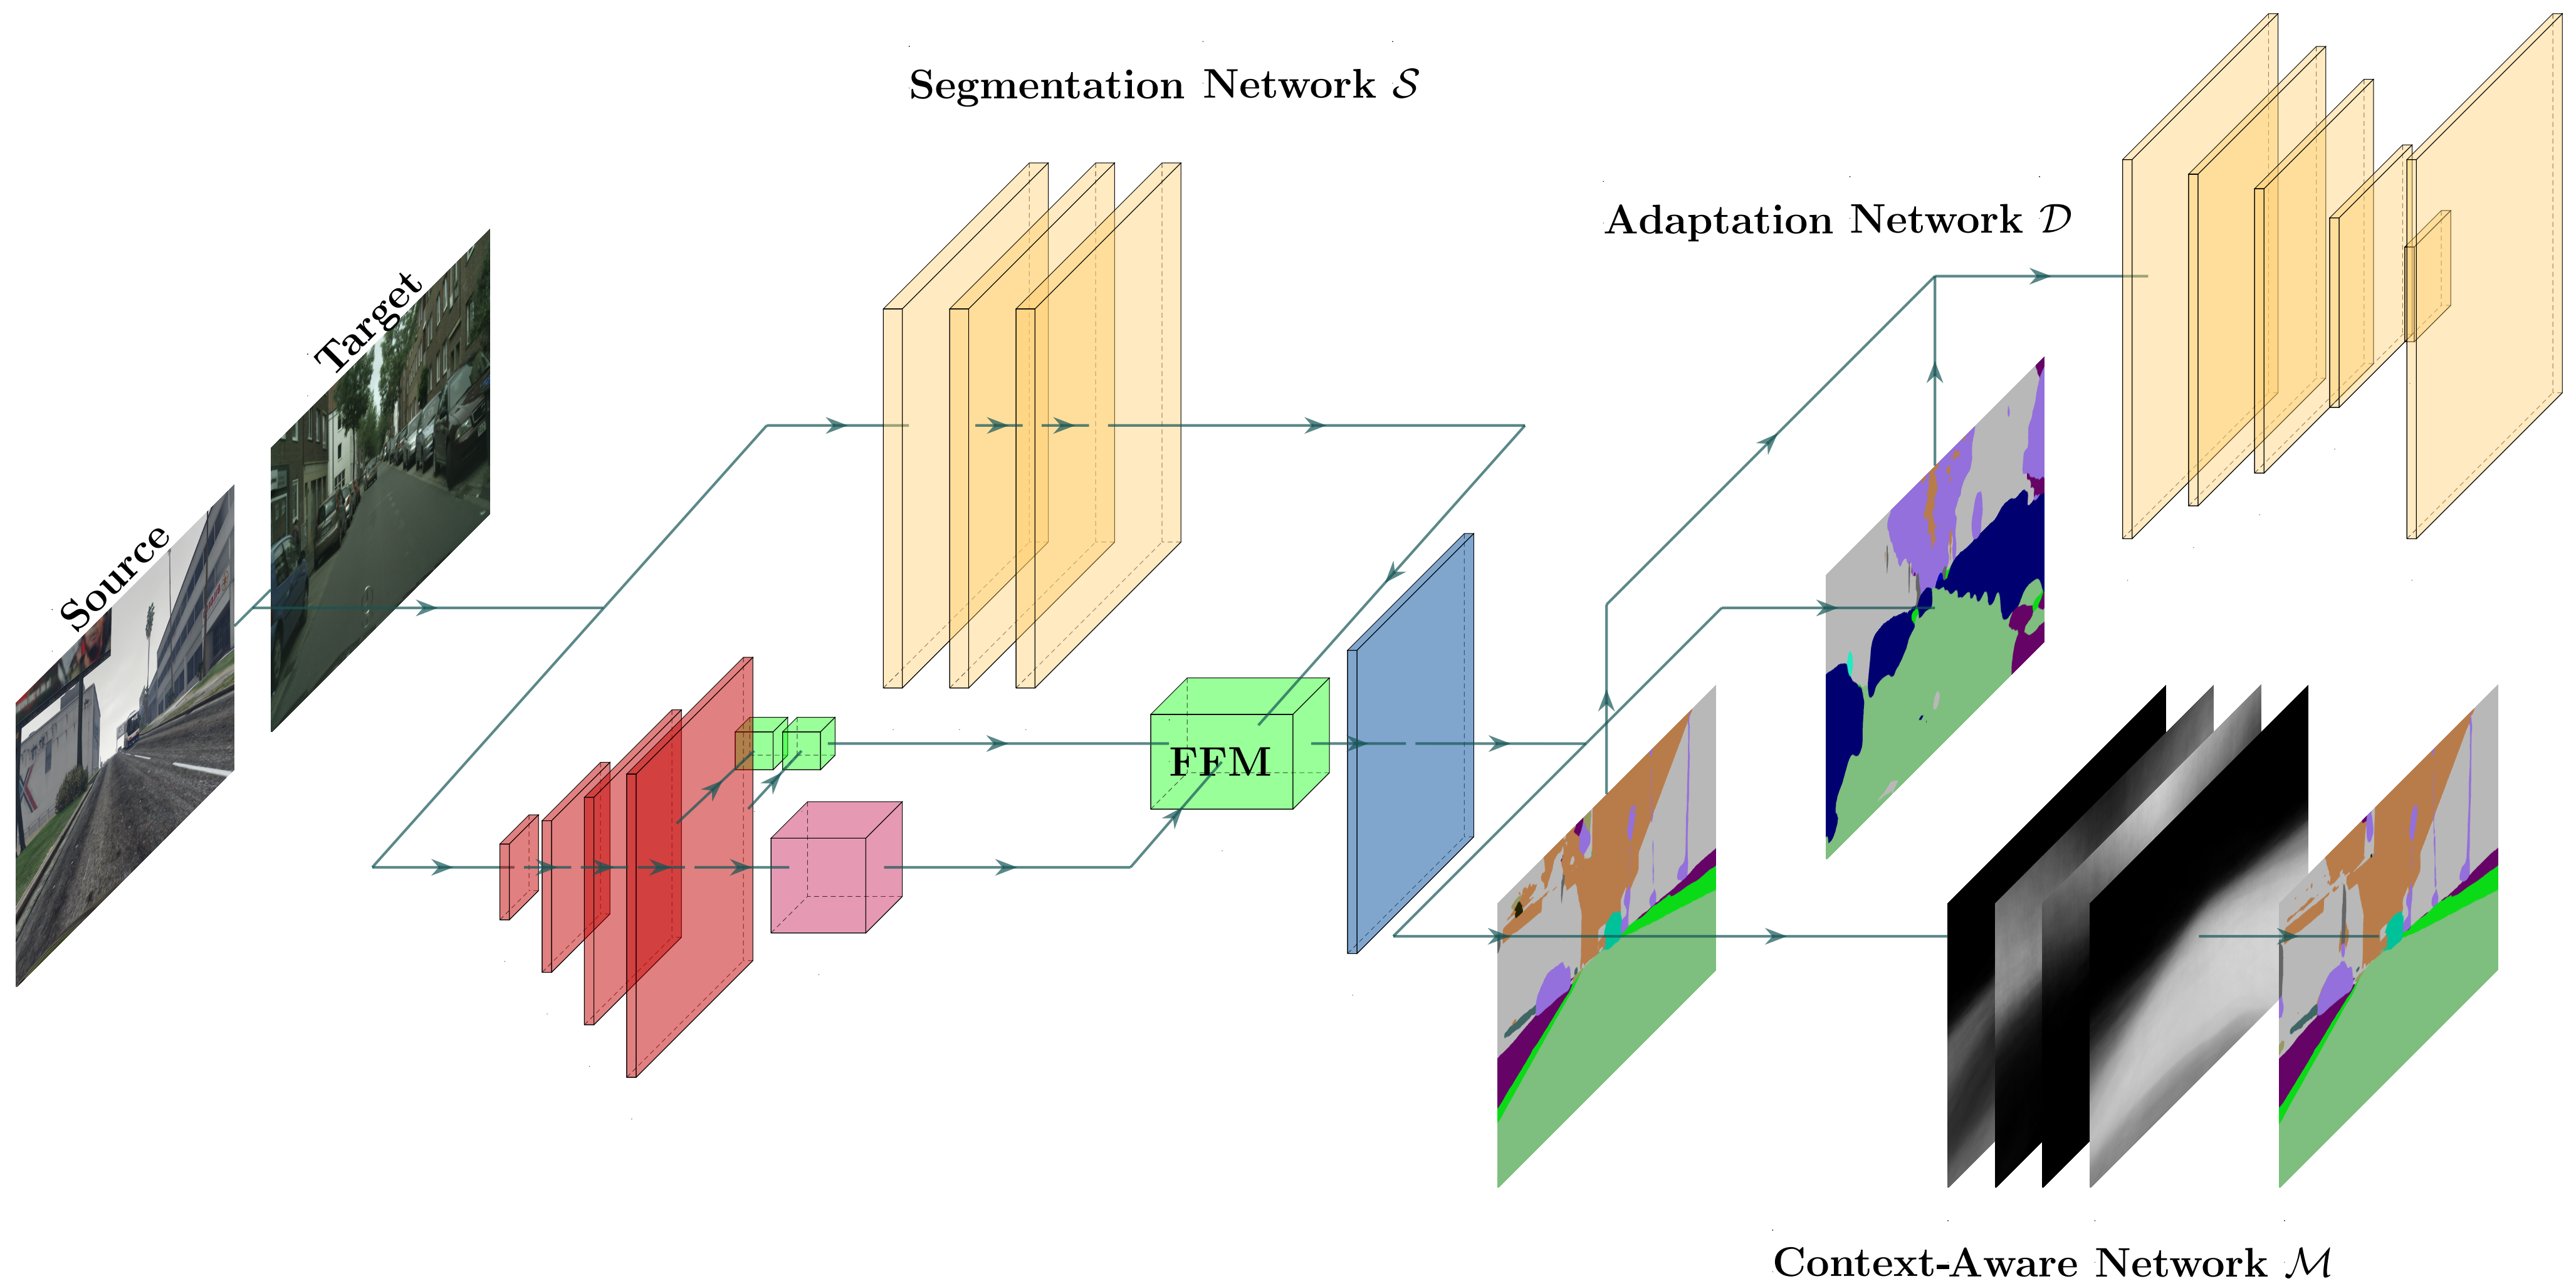 Segmentation Network 𝒮
Adaptation Network 𝒟
Target
Source
FFM
Context-Aware Network ℳ